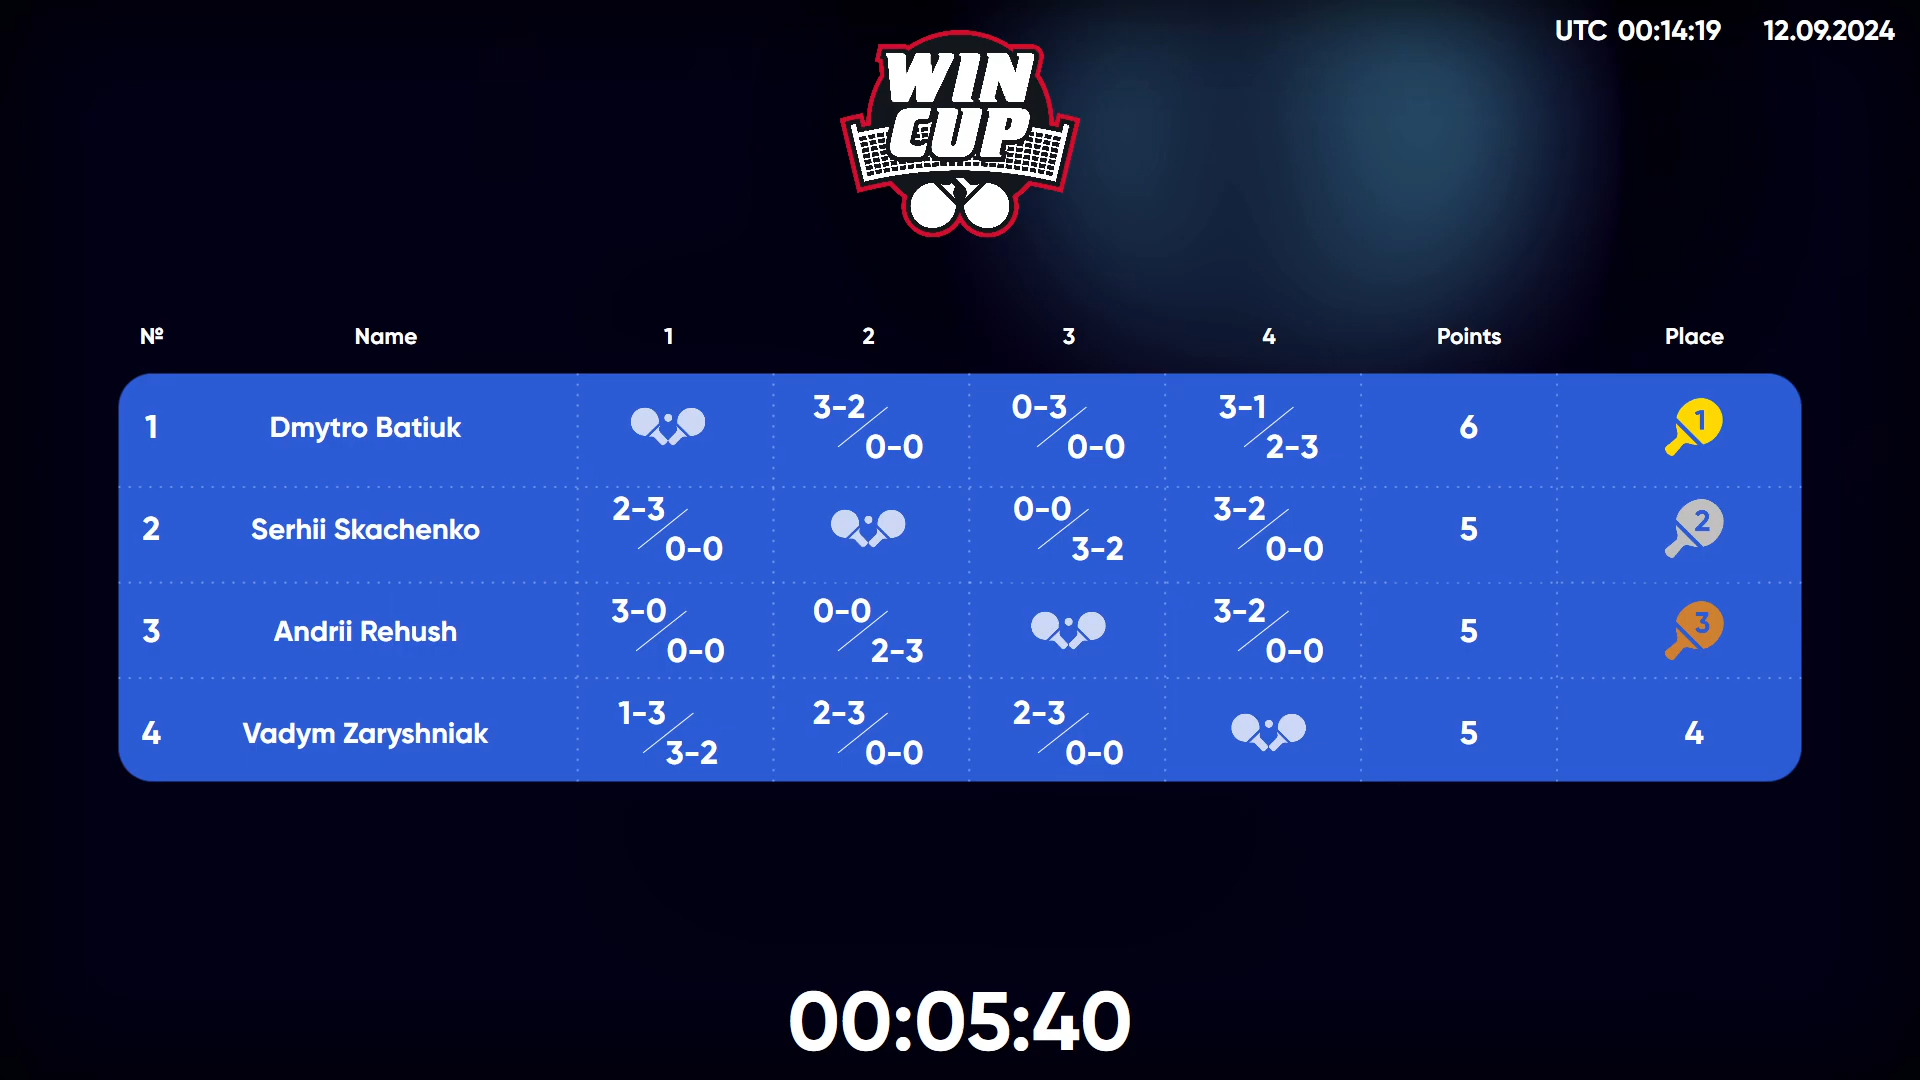 UTC 00:14:19 12.09.2024
WIN
CUP
№ Name 1 2 3 4 Points Place
1 Dmytro Batiuk 3-2 0-0 0-3 0-0 3-1 2-3 6 1
2 Serhii Skachenko 2-3 0-0 0-0 3-2 3-2 0-0 5 2
3 Andrii Rehush 3-0 0-0 0-0 2-3 3-2 0-0 5 3
4 Vadym Zaryshniak 1-3 3-2 2-3 0-0 2-3 0-0 5 4
00:05:40